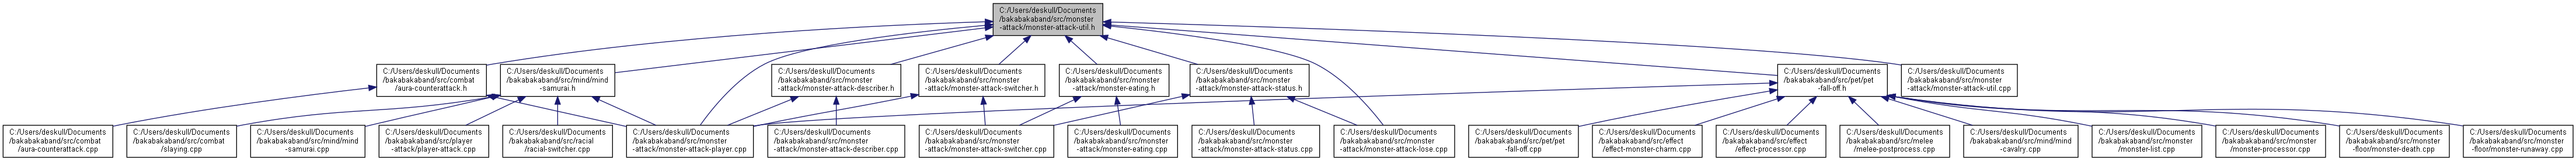 C:/Users/deskull/Documents
/bakabakaband/src/monster
-attack/monster-attack-util.h
C:/Users/deskull/Documents
/bakabakaband/src/combat
/aura-counterattack.h
C:/Users/deskull/Documents
/bakabakaband/src/mind/mind
-samurai.h
C:/Users/deskull/Documents
/bakabakaband/src/monster
-attack/monster-attack-describer.h
C:/Users/deskull/Documents
/bakabakaband/src/monster
-attack/monster-attack-switcher.h
C:/Users/deskull/Documents
/bakabakaband/src/monster
-attack/monster-eating.h
C:/Users/deskull/Documents
/bakabakaband/src/monster
-attack/monster-attack-status.h
C:/Users/deskull/Documents
/bakabakaband/src/pet/pet
-fall-off.h
C:/Users/deskull/Documents
/bakabakaband/src/monster
-attack/monster-attack-util.cpp
C:/Users/deskull/Documents
/bakabakaband/src/combat
/aura-counterattack.cpp
C:/Users/deskull/Documents
/bakabakaband/src/combat
/slaying.cpp
C:/Users/deskull/Documents
/bakabakaband/src/mind/mind
-samurai.cpp
C:/Users/deskull/Documents
/bakabakaband/src/player
-attack/player-attack.cpp
C:/Users/deskull/Documents
/bakabakaband/src/racial
/racial-switcher.cpp
C:/Users/deskull/Documents
/bakabakaband/src/monster
-attack/monster-attack-player.cpp
C:/Users/deskull/Documents
/bakabakaband/src/monster
-attack/monster-attack-describer.cpp
C:/Users/deskull/Documents
/bakabakaband/src/monster
-attack/monster-attack-switcher.cpp
C:/Users/deskull/Documents
/bakabakaband/src/monster
-attack/monster-eating.cpp
C:/Users/deskull/Documents
/bakabakaband/src/monster
-attack/monster-attack-status.cpp
C:/Users/deskull/Documents
/bakabakaband/src/monster
-attack/monster-attack-lose.cpp
C:/Users/deskull/Documents
/bakabakaband/src/pet/pet
-fall-off.cpp
C:/Users/deskull/Documents
/bakabakaband/src/effect
/effect-monster-charm.cpp
C:/Users/deskull/Documents
/bakabakaband/src/effect
/effect-processor.cpp
C:/Users/deskull/Documents
/bakabakaband/src/melee
/melee-postprocess.cpp
C:/Users/deskull/Documents
/bakabakaband/src/mind/mind
-cavalry.cpp
C:/Users/deskull/Documents
/bakabakaband/src/monster
/monster-list.cpp
C:/Users/deskull/Documents
/bakabakaband/src/monster
/monster-processor.cpp
C:/Users/deskull/Documents
/bakabakaband/src/monster
-floor/monster-death.cpp
C:/Users/deskull/Documents
/bakabakaband/src/monster
-floor/monster-runaway.cpp